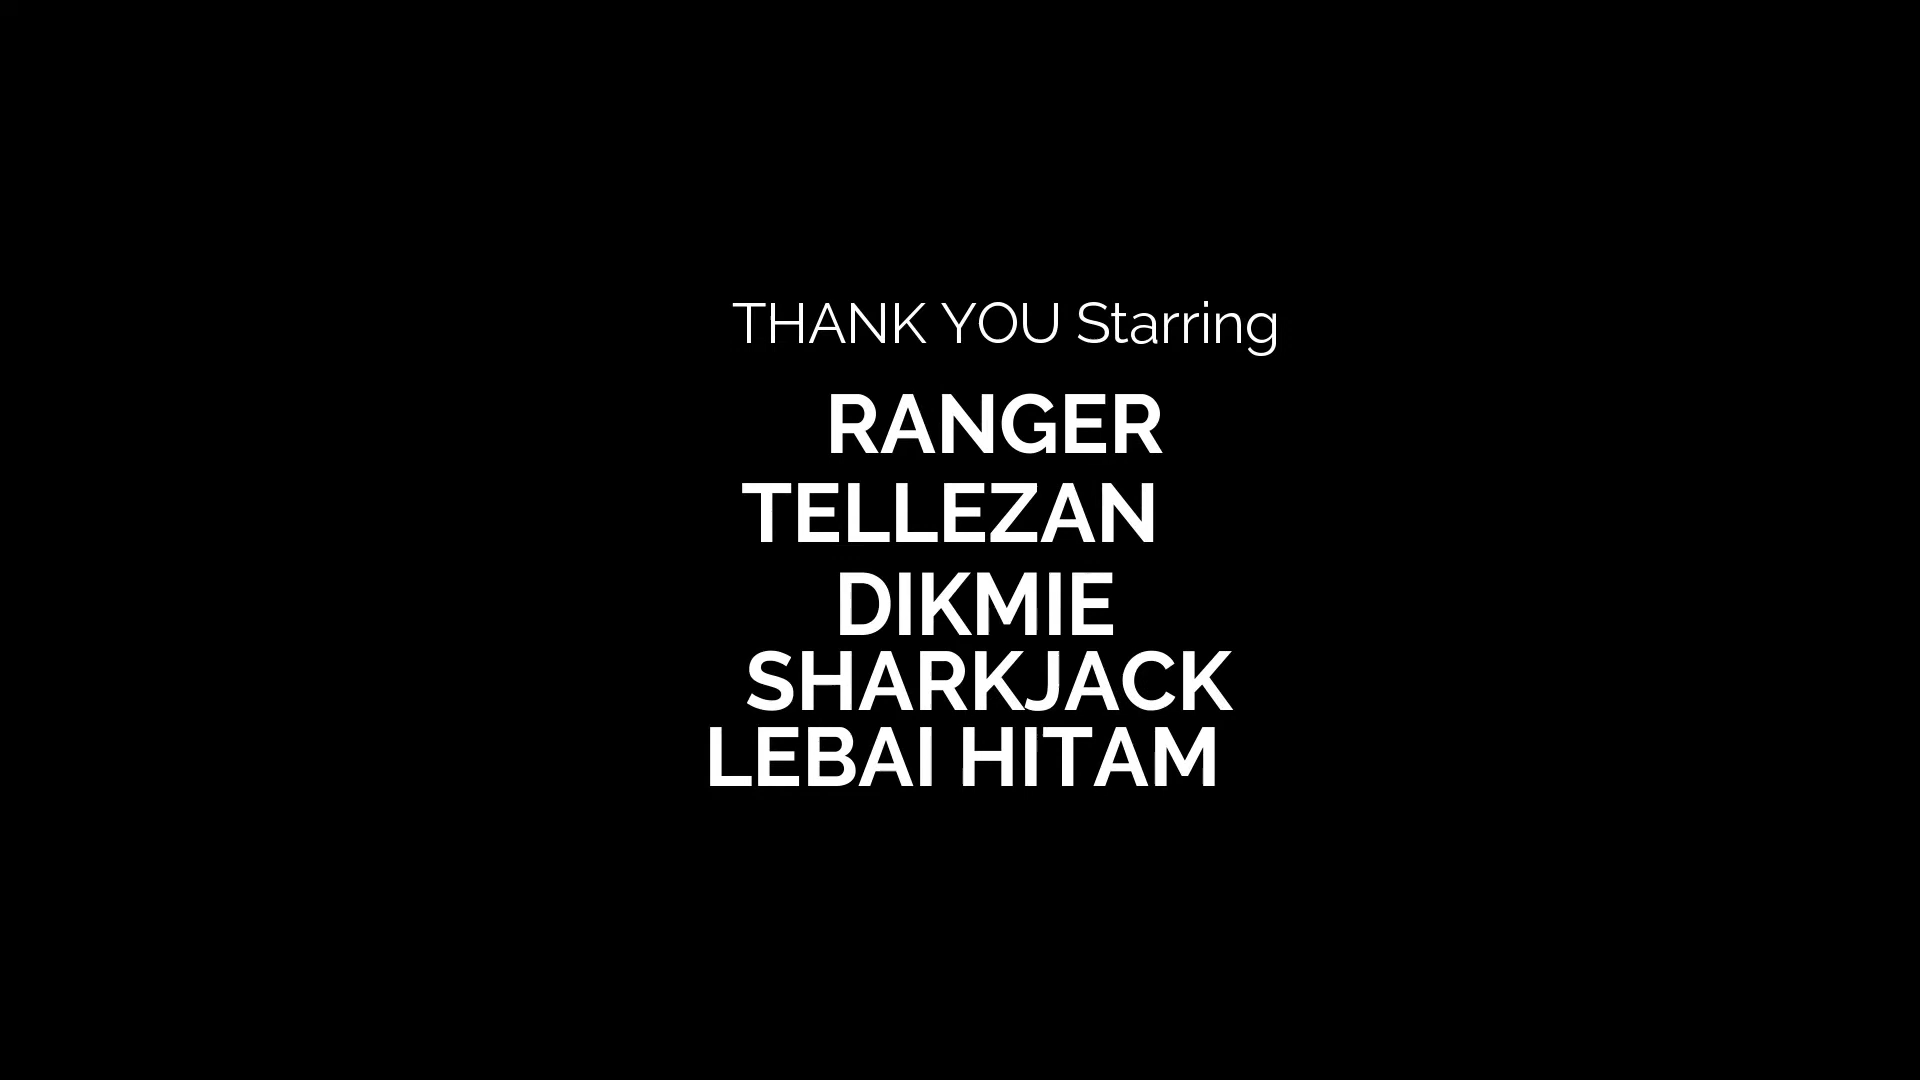 THANK YOU Starring
RANGER
TELLEZAN
DIKMIE
SHARKJACK
LEBAI HITAM